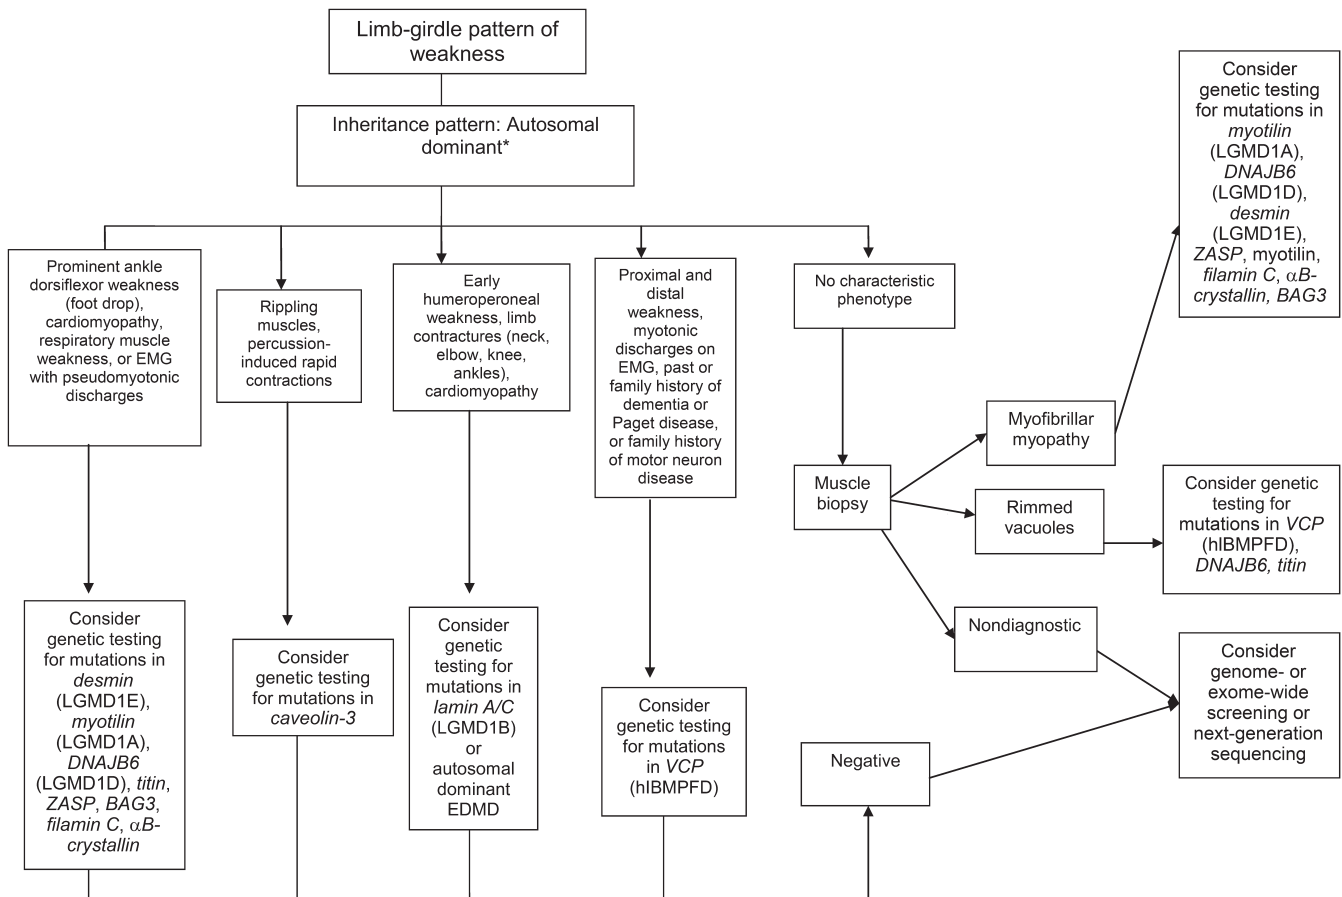 Limb-girdle pattern of
weakness
Inheritance pattern: Autosomal
dominant*
Prominent ankle
dorsiflexor weakness
(foot drop),
cardiomyopathy,
respiratory muscle
weakness, or EMG
with pseudomyotonic
discharges
Rippling
muscles,
percussion-
induced rapid
contractions
Early
humeroperoneal
weakness, limb
contractures (neck,
elbow, knee,
ankles),
cardiomyopathy
Proximal and
distal
weakness,
myotonic
discharges on
EMG, past or
family history of
dementia or
Paget disease,
or family history
of motor neuron
disease
No characteristic
phenotype
Muscle
biopsy
Myofibrillar
myopathy
Rimmed
vacuoles
Nondiagnostic
Negative
Consider
genetic testing
for mutations in
myotilin
(LGMD1A),
DNAJB6
(LGMD1D),
desmin
(LGMD1E),
ZASP, myotilin,
filamin C, αB-
crystallin, BAG3
Consider genetic
testing for
mutations in VCP
(hIBMPFD),
DNAJB6, titin
Consider
genome- or
exome-wide
screening or
next-generation
sequencing
Consider
genetic testing
for mutations in
desmin
(LGMD1E),
myotilin
(LGMD1A),
DNAJB6
(LGMD1D), titin,
ZASP, BAG3,
filamin C, αB-
crystallin
Consider
genetic testing
for mutations in
caveolin-3
Consider
genetic
testing for
mutations in
lamin A/C
(LGMD1B)
or
autosomal
dominant
EDMD
Consider
genetic testing
for mutations
in VCP
(hIBMPFD)